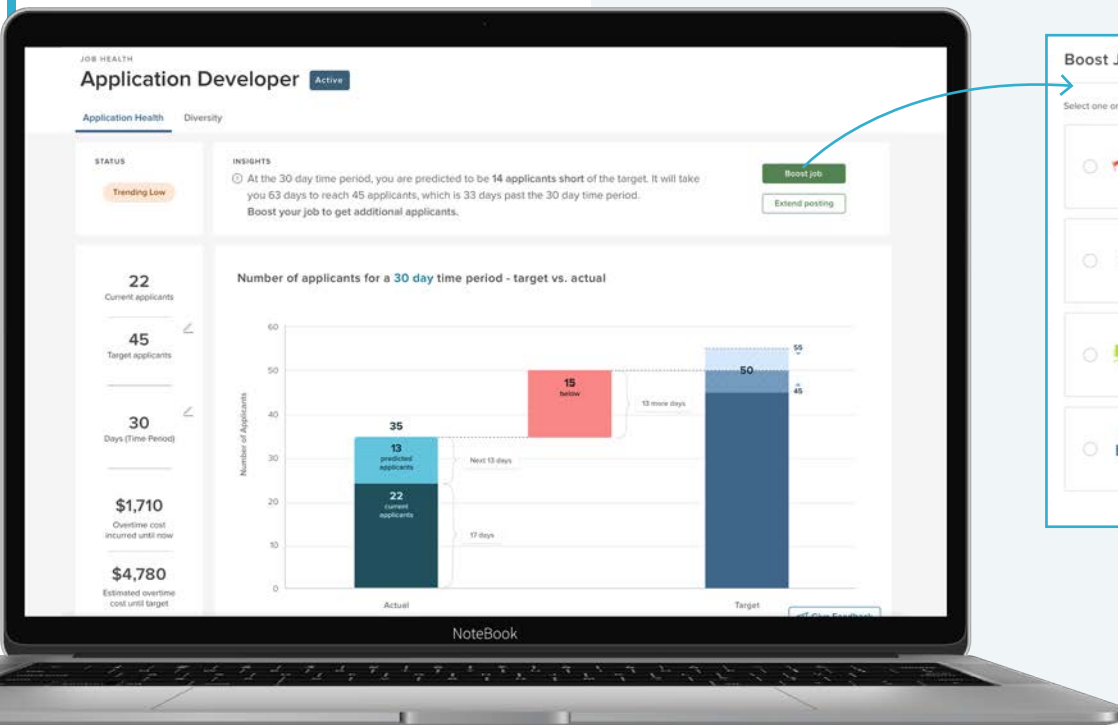 JOB HEALTH
Application Developer Active
Application Health Diversity
STATUS
Trending Low
INSIGHTS
At the 30 day time period, you are predicted to be 14 applicants short of the target. It will take
you 63 days to reach 45 applicants, which is 33 days past the 30 day time period.
Boost your job to get additional applicants.
Boost job
Extend posting
22
Current applicants
45
Target applicants
30
Days (Time Period)
$1,710
Overtime cost
incurred until now
$4,780
Estimated overtime
cost until target
Number of applicants for a 30 day time period - target vs. actual
Number of Applicants
60
50
40
30
20
10
0
35
13
predicted
applicants
22
current
applicants
Next 13 days
17 days
15
below
13 more days
55
50
45
Actual
Target
Give Feedback
NoteBook
Boost J
Select one or